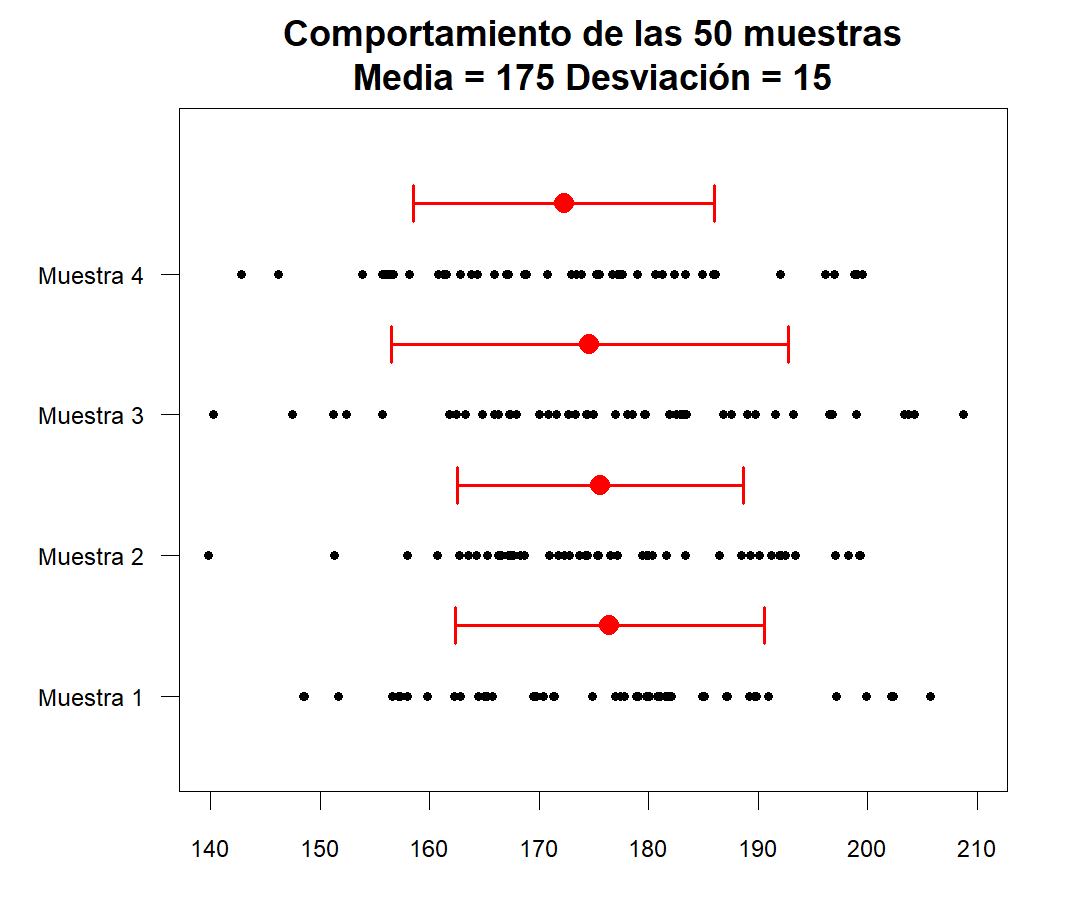 Comportamiento de las 50 muestras
Media = 175 Desviación = 15
Muestra 4
Muestra 3
Muestra 2
Muestra 1
140 150 160 170 180 190 200 210